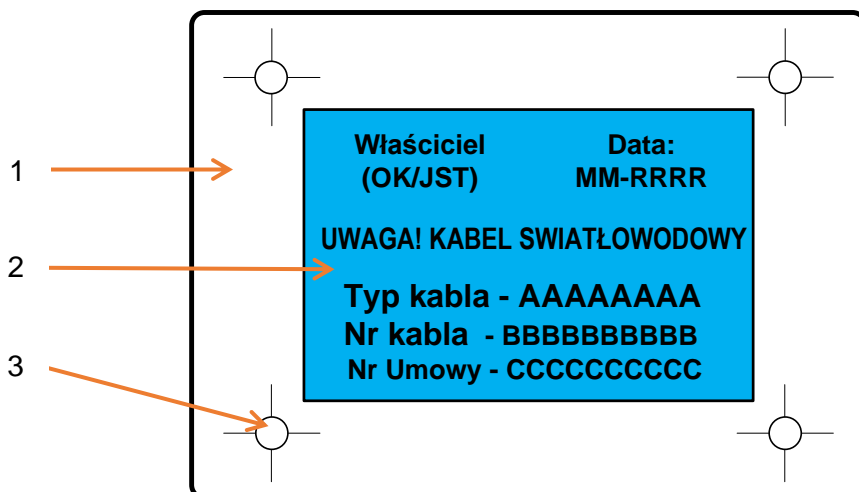 Właściciel Data:
(OK/JST) MM-RRRR
1
UWAGA! KABEL SWIATŁOWODOWY
2
Typ kabla - AAAAAAAA
Nr kabla - BBBBBBBBBB
3
Nr Umowy - CCCCCCCCCC